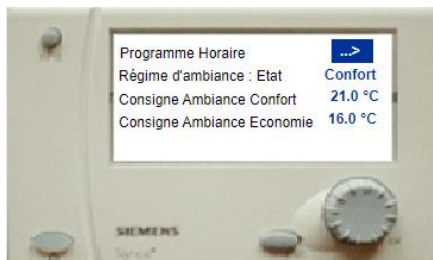 Programme Horaire ...>
Régime d'ambiance : Etat Confort
Consigne Ambiance Confort 21.0 °C
Consigne Ambiance Economie 16.0 °C
SIEMENS